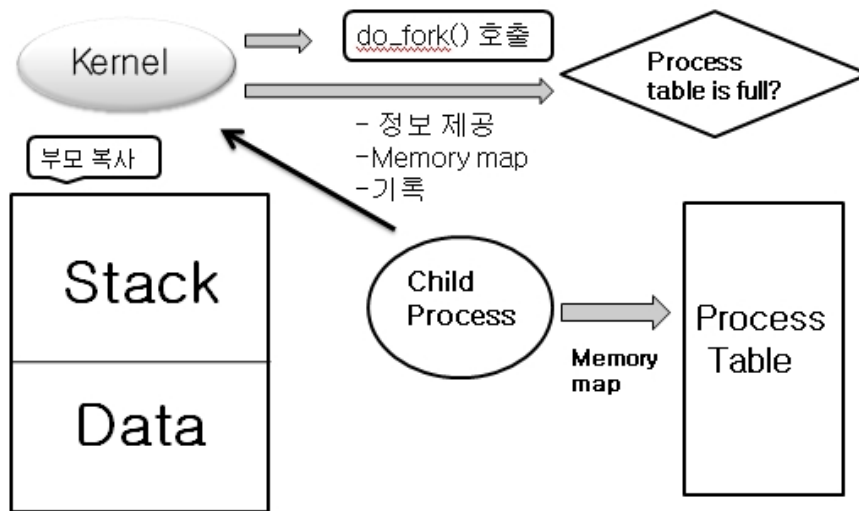 Kernel
do_fork() 호출
Process
table is full?
- 정보 제공
-Memory map
-기록
부모 복사
Stack
Data
Child
Process
Memory
map
Process
Table